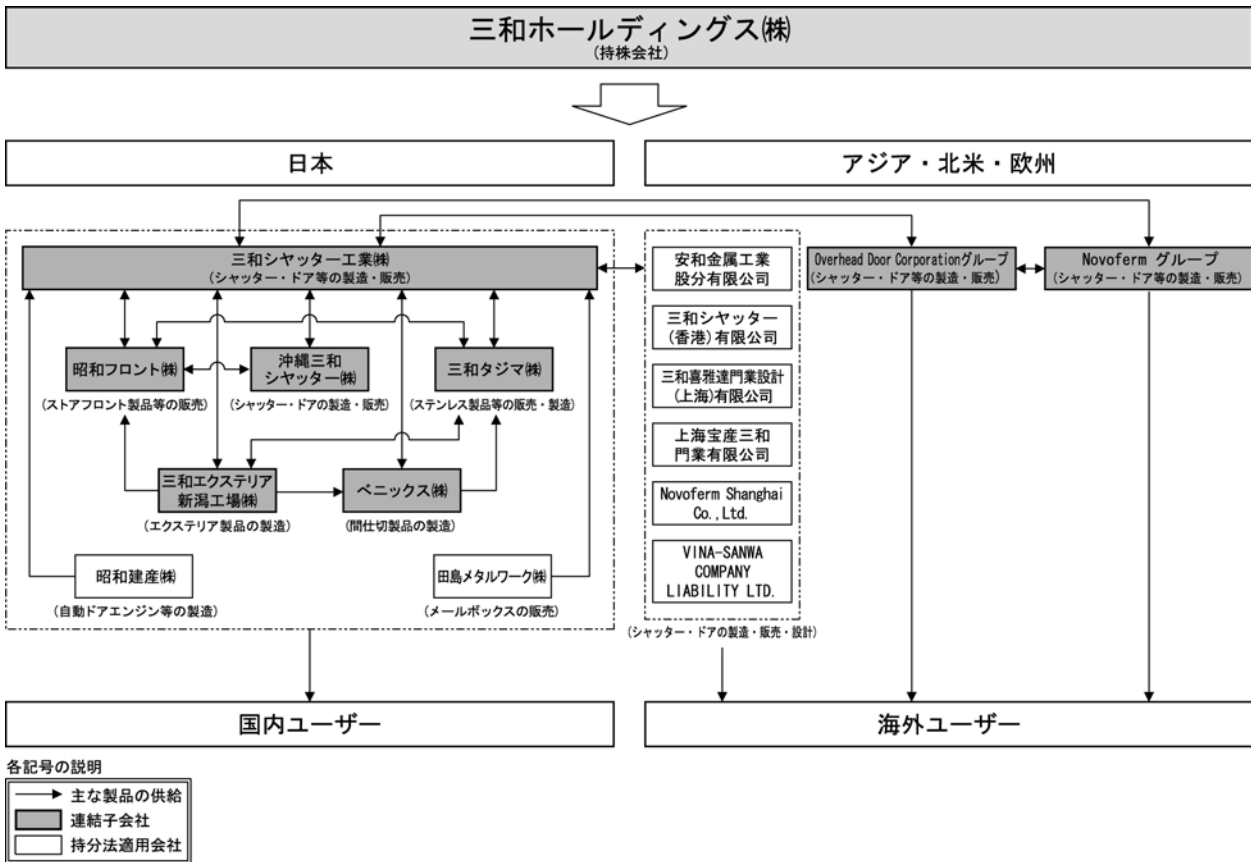 三和ホールディングス㈱
(持株会社)
日本
アジア・北米・欧州
三和シヤッター工業㈱
(シャッター・ドア等の製造・販売)
安和金属工業
股分有限公司
Overhead Door Corporationグループ
(シャッター・ドア等の製造・販売)
Novoferm グループ
(シャッター・ドア等の製造・販売)
三和シヤッター
(香港)有限公司
昭和フロント㈱
(ストアフロント製品等の販売)
沖縄三和
シヤッター㈱
(シャッター・ドアの製造・販売)
三和タジマ㈱
(ステンレス製品等の販売・製造)
三和喜雅達門業設計
(上海)有限公司
上海宝産三和
門業有限公司
三和エクステリア
新潟工場㈱
(エクステリア製品の製造)
ベニックス㈱
(間仕切製品の製造)
Novoferm Shanghai
Co.,Ltd.
昭和建産㈱
(自動ドアエンジン等の製造)
田島メタルワーク㈱
(メールボックスの販売)
VINA-SANWA
COMPANY
LIABILITY LTD.
(シャッター・ドアの製造・販売・設計)
国内ユーザー
海外ユーザー
各記号の説明
主な製品の供給
連結子会社
持分法適用会社